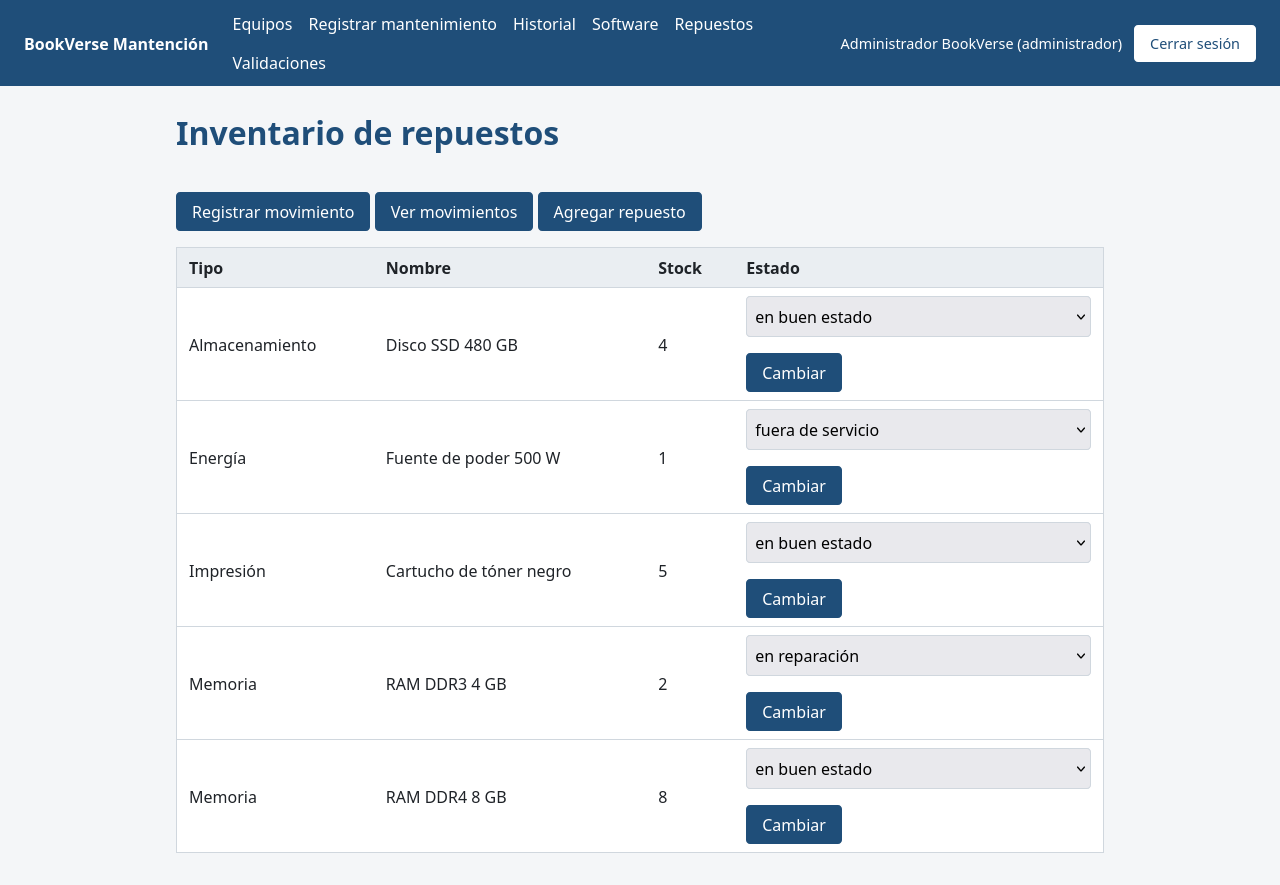 BookVerse Mantención
Equipos Registrar mantenimiento Historial Software Repuestos
Validaciones
Administrador BookVerse (administrador) Cerrar sesión
Inventario de repuestos
Registrar movimiento Ver movimientos Agregar repuesto
Tipo Nombre Stock Estado
Almacenamiento Disco SSD 480 GB 4 en buen estado
Cambiar
Energía Fuente de poder 500 W 1 fuera de servicio
Cambiar
Impresión Cartucho de tóner negro 5 en buen estado
Cambiar
Memoria RAM DDR3 4 GB 2 en reparación
Cambiar
Memoria RAM DDR4 8 GB 8 en buen estado
Cambiar